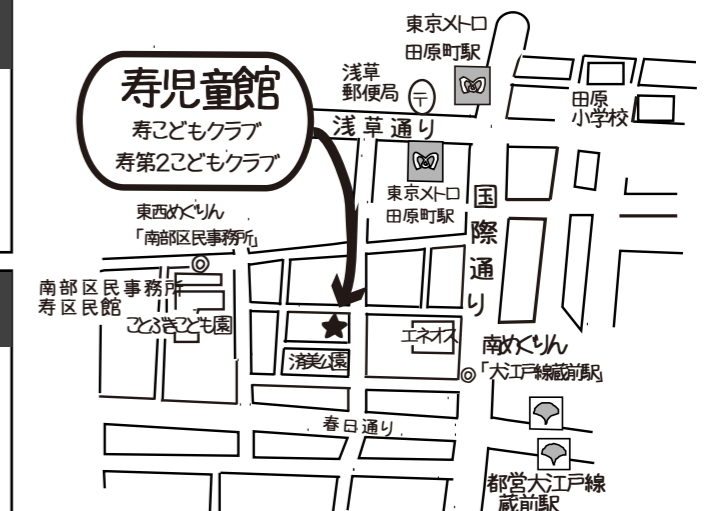 寿児童館
寿こどもクラブ
寿第2こどもクラブ
東京メトロ
田原町駅
浅草
郵便局
〒
浅草通り
田原
小学校
東京メトロ
田原町駅
国際通り
東西めぐりん
「南部区民事務所」
南部区民事務所
寿区民館
ことぶきこども園
済美公園
エネオス
南めぐりん
「大江戸線蔵前駅」
春日通り
都営大江戸線
蔵前駅